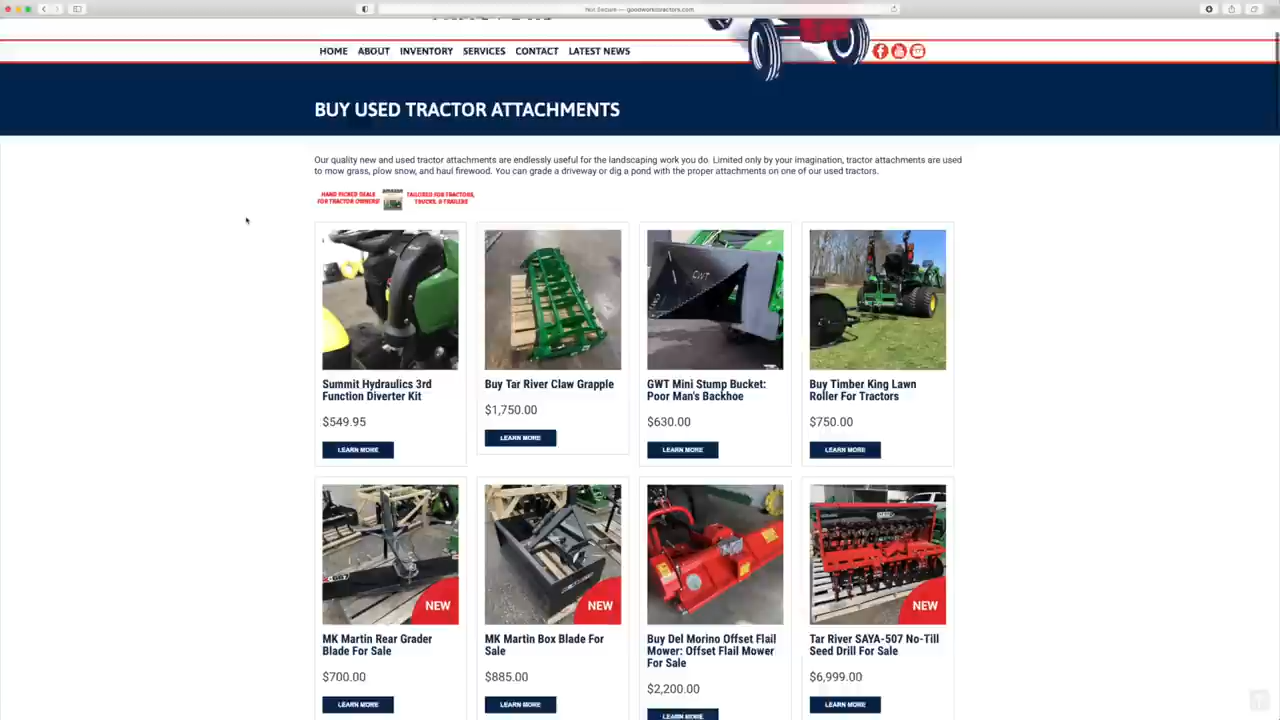 Not Secure — goodworkstractors.com
HOME ABOUT INVENTORY SERVICES CONTACT LATEST NEWS
BUY USED TRACTOR ATTACHMENTS
Our quality new and used tractor attachments are endlessly useful for the landscaping work you do. Limited only by your imagination, tractor attachments are used
to mow grass, plow snow, and haul firewood. You can grade a driveway or dig a pond with the proper attachments on one of our used tractors.
HAND PICKED DEALS
FOR TRACTOR OWNERS!
TAILORED FOR TRACTORS,
TRUCKS, & TRAILERS
GWT
Summit Hydraulics 3rd
Function Diverter Kit
$549.95
LEARN MORE
Buy Tar River Claw Grapple
$1,750.00
LEARN MORE
GWT Mini Stump Bucket:
Poor Man's Backhoe
$630.00
LEARN MORE
Buy Timber King Lawn
Roller For Tractors
$750.00
LEARN MORE
NEW
MK Martin Rear Grader
Blade For Sale
$700.00
LEARN MORE
NEW
MK Martin Box Blade For
Sale
$885.00
LEARN MORE
Buy Del Morino Offset Flail
Mower: Offset Flail Mower
For Sale
$2,200.00
LEARN MORE
NEW
Tar River SAYA-507 No-Till
Seed Drill For Sale
$6,999.00
LEARN MORE